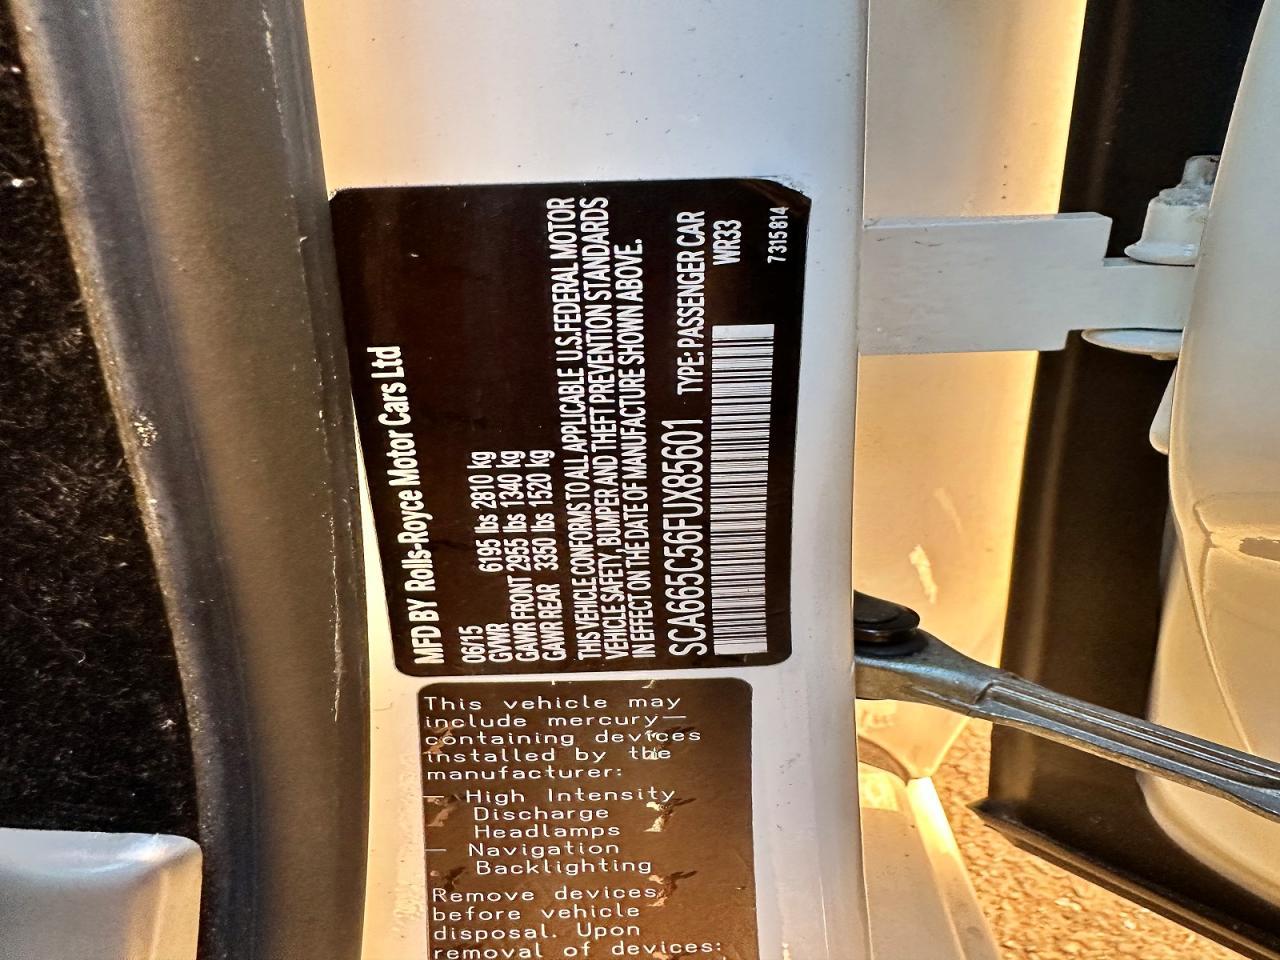 MFD BY Rolls-Royce Motor Cars Ltd
06/15
GVWR 6195 lbs 2810 kg
GAWR FRONT 2955 lbs 1340 kg
GAWR REAR 3350 lbs 1520 kg
THIS VEHICLE CONFORMS TO ALL APPLICABLE U.S.FEDERAL MOTOR
VEHICLE SAFETY, BUMPER AND THEFT PREVENTION STANDARDS
IN EFFECT ON THE DATE OF MANUFACTURE SHOWN ABOVE.
SCA665C56FUX85601 TYPE: PASSENGER CAR
WR33
7315814
This vehicle may
include mercury—
containing devices
installed by the
manufacturer:
— High Intensity
Discharge
Headlamps
— Navigation
Backlighting
Remove devices
before vehicle
disposal. Upon
removal of devices: